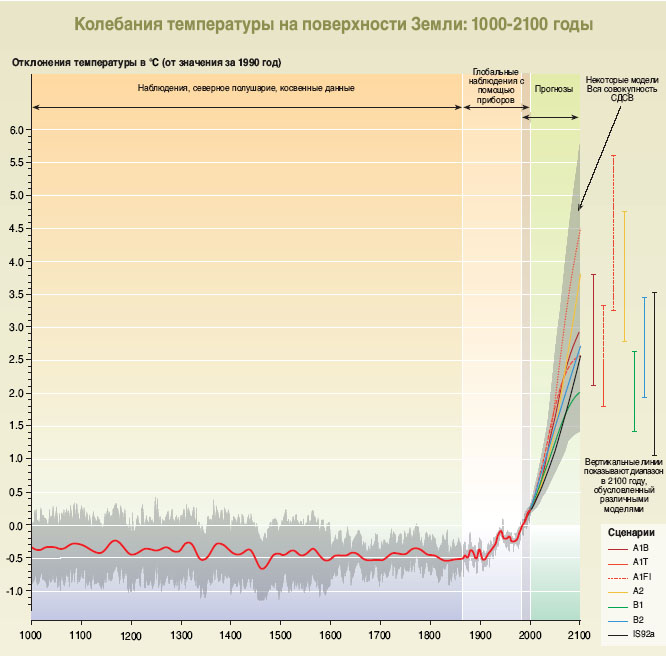 Колебания температуры на поверхности Земли: 1000-2100 годы
Отклонения температуры в °C (от значения за 1990 год)
Наблюдения, северное полушарие, косвенные данные
Глобальные
наблюдения с
помощью
приборов
Прогнозы
Некоторые модели
Вся совокупность
СДСВ
6.0
5.5
5.0
4.5
4.0
3.5
3.0
2.5
2.0
1.5
1.0
0.5
0.0
-0.5
-1.0
1000
1100
1200
1300
1400
1500
1600
1700
1800
1900
2000
2100
Вертикальные линии
показывают диапазон
в 2100 году,
обусловленный
различными
моделями
Сценарии
A1B
A1T
A1FI
A2
B1
B2
IS92a